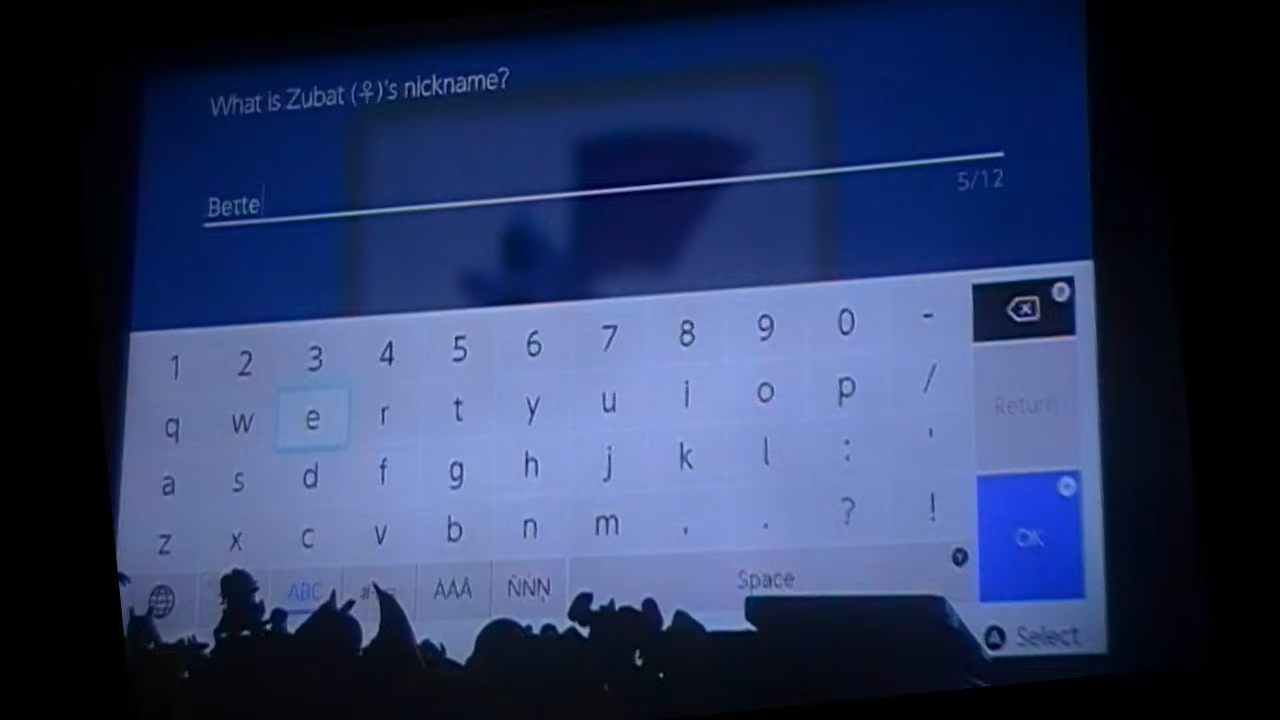 What is Zubat (♀)'s nickname?
Bette
5/12
1 2 3 4 5 6 7 8 9 0 -
q w e r t y u i o p /
Return
a s d f g h j k l : '
z x c v b n m , . ? !
OK
ABC ÀÁÂ ÑŃṆ Space
A Select